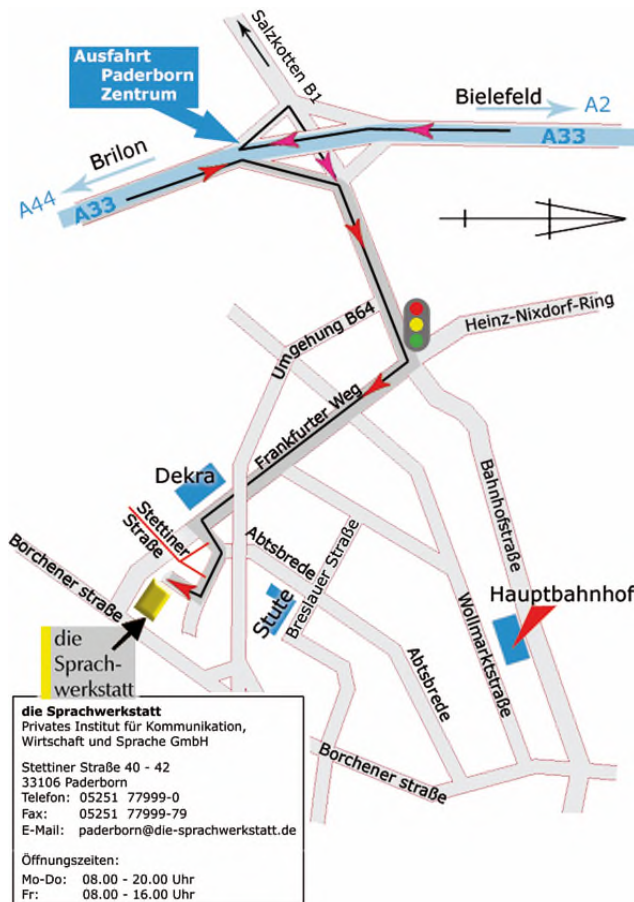 Salzkotten B1
Ausfahrt
Paderborn
Zentrum
Bielefeld
A2
A33
Brilon
A44
A33
Umgehung B64
Heinz-Nixdorf-Ring
Frankfurter Weg
Dekra
Bahnhofstraße
Stettiner
Straße
Abtsbrede
Breslauer Straße
Borchener straße
Stute
Hauptbahnhof
Wollmarktstraße
Abtsbrede
die
Sprach-
werkstatt
Borchener straße
die Sprachwerkstatt
Privates Institut für Kommunikation,
Wirtschaft und Sprache GmbH
Stettiner Straße 40 - 42
33106 Paderborn
Telefon: 05251 77999-0
Fax: 05251 77999-79
E-Mail: paderborn@die-sprachwerkstatt.de
Öffnungszeiten:
Mo-Do: 08.00 - 20.00 Uhr
Fr: 08.00 - 16.00 Uhr